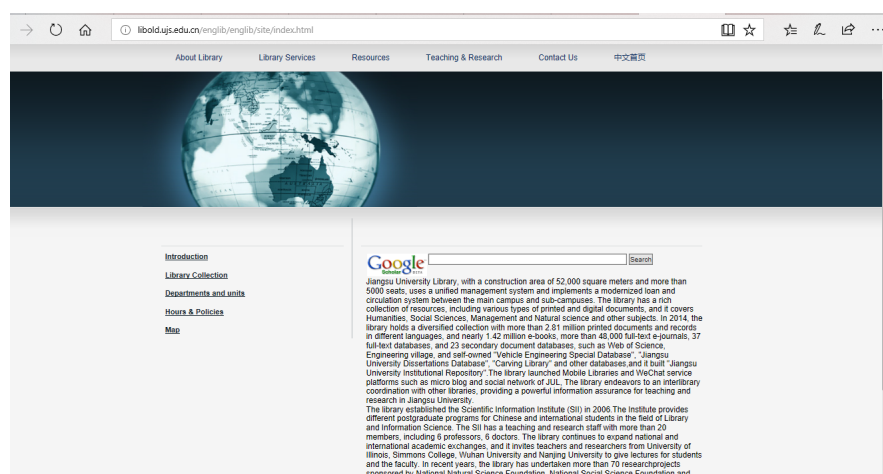 libold.ujs.edu.cn/englib/englib/site/index.html
About Library Library Services Resources Teaching & Research Contact Us 中文首页
Introduction
Library Collection
Departments and units
Hours & Policies
Map
Google Search
Scholar BETA
Jiangsu University Library, with a construction area of 52,000 square meters and more than
5000 seats, uses a unified management system and implements a modernized loan and
circulation system between the main campus and sub-campuses. The library has a rich
collection of resources, including various types of printed and digital documents, and it covers
Humanities, Social Sciences, Management and Natural science and other subjects. In 2014, the
library holds a diversified collection with more than 2.81 million printed documents and records
in different languages, and nearly 1.42 million e-books, more than 48,000 full-text e-journals, 37
full-text databases, and 23 secondary document databases, such as Web of Science,
Engineering village, and self-owned "Vehicle Engineering Special Database", "Jiangsu
University Dissertations Database", "Carving Library" and other databases,and it built "Jiangsu
University Institutional Repository".The library launched Mobile Libraries and WeChat service
platforms such as micro blog and social network of JUL, The library endeavors to an interlibrary
coordination with other libraries, providing a powerful information assurance for teaching and
research in Jiangsu University.
The library established the Scientific Information Institute (SII) in 2006.The Institute provides
different postgraduate programs for Chinese and international students in the field of Library
and Information Science. The SII has a teaching and research staff with more than 20
members, including 6 professors, 6 doctors. The library continues to expand national and
international academic exchanges, and it invites teachers and researchers from University of
Illinois, Simmons College, Wuhan University and Nanjing University to give lectures for students
and the faculty. In recent years, the library has undertaken more than 70 researchprojects
sponsored by National Natural Science Foundation, National Social Science Foundation and